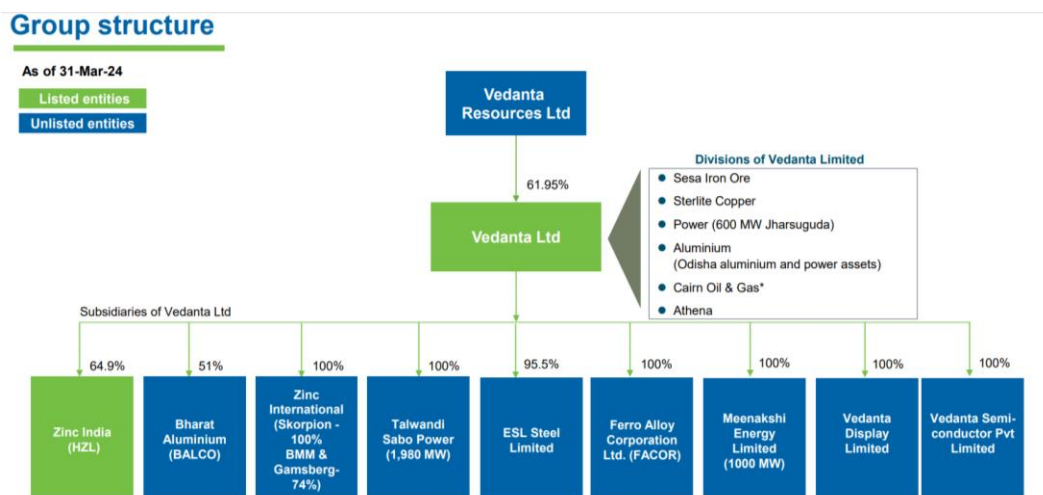 Group structure
As of 31-Mar-24
Listed entities
Unlisted entities
Vedanta
Resources Ltd
61.95%
Vedanta Ltd
Divisions of Vedanta Limited
Sesa Iron Ore
Sterlite Copper
Power (600 MW Jharsuguda)
Aluminium
(Odisha aluminium and power assets)
Cairn Oil & Gas*
Athena
Subsidiaries of Vedanta Ltd
64.9%
Zinc India
(HZL)
51%
Bharat
Aluminium
(BALCO)
100%
Zinc
International
(Skorpion -
100%
BMM &
Gamsberg-
74%)
100%
Talwandi
Sabo Power
(1,980 MW)
95.5%
ESL Steel
Limited
100%
Ferro Alloy
Corporation
Ltd. (FACOR)
100%
Meenakshi
Energy
Limited
(1000 MW)
100%
Vedanta
Display
Limited
100%
Vedanta Semi-
conductor Pvt
Limited